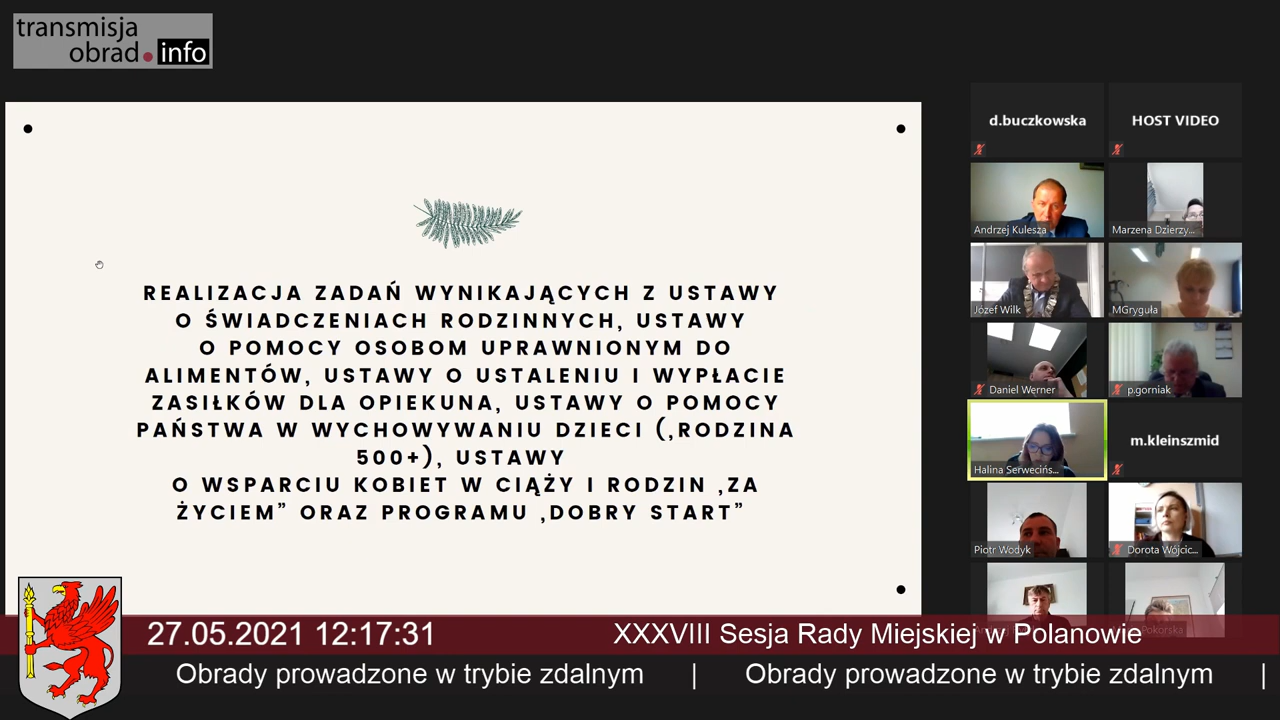 transmisja
obrad.info
d.buczkowska
HOST VIDEO
Andrzej Kulesza
Marzena Dzierzy...
Józef Wilk
MGryguła
Daniel Werner
p.gorniak
Halina Serwecińs...
m.kleinszmid
Piotr Wodyk
Dorota Wójcic...
REALIZACJA ZADAŃ WYNIKAJĄCYCH Z USTAWY
O ŚWIADCZENIACH RODZINNYCH, USTAWY
O POMOCY OSOBOM UPRAWNIONYM DO
ALIMENTÓW, USTAWY O USTALENIU I WYPŁACIE
ZASIŁKÓW DLA OPIEKUNA, USTAWY O POMOCY
PAŃSTWA W WYCHOWYWANIU DZIECI (,RODZINA
500+), USTAWY
O WSPARCIU KOBIET W CIĄŻY I RODZIN ,ZA
ŻYCIEM” ORAZ PROGRAMU ,DOBRY START”
27.05.2021 12:17:31
XXXVIII Sesja Rady Miejskiej w Polanowie
Obrady prowadzone w trybie zdalnym | Obrady prowadzone w trybie zdalnym |